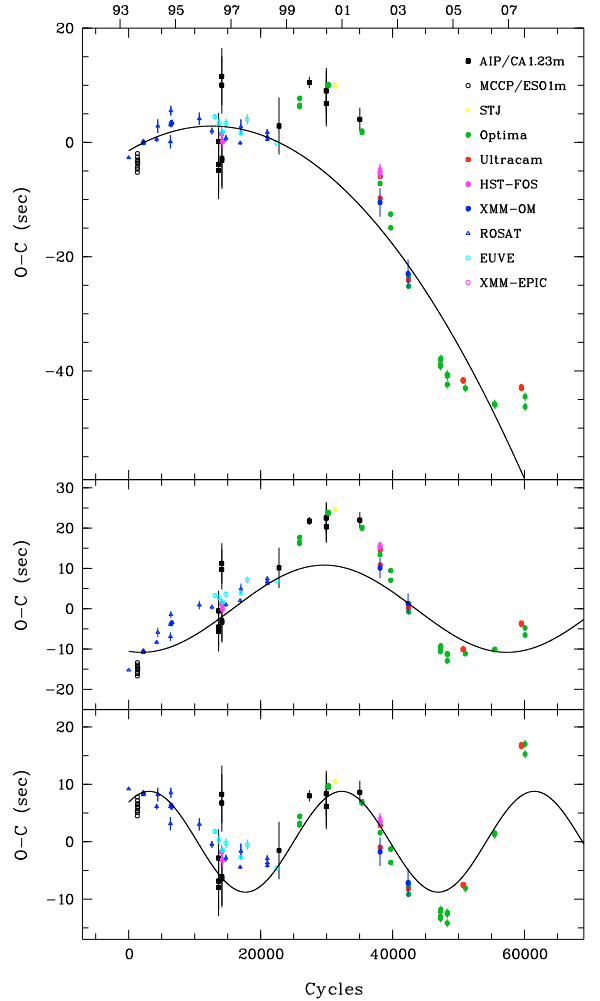 93 95 97 99 01 03 05 07
20
0
−20
−40
O−C (sec)
AIP/CA1.23m
MCCP/ESO1m
STJ
Optima
Ultracam
HST-FOS
XMM-OM
ROSAT
EUVE
XMM-EPIC
30
20
10
0
−10
−20
O−C (sec)
20
10
0
−10
O−C (sec)
0 20000 40000 60000
Cycles